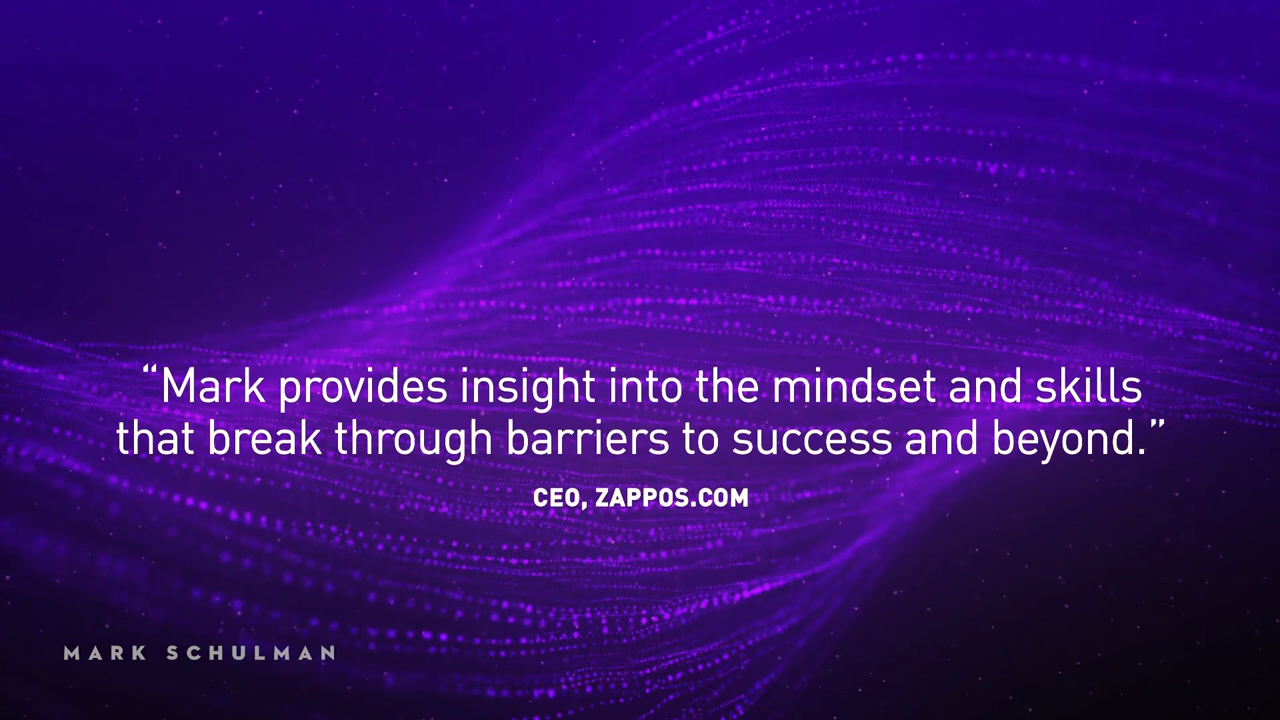 “Mark provides insight into the mindset and skills
that break through barriers to success and beyond.”
CEO, ZAPPOS.COM
MARK SCHULMAN